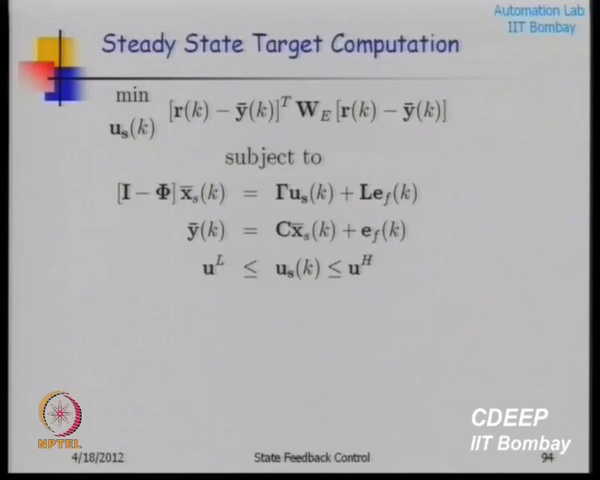 Automation Lab
IIT Bombay
Steady State Target Computation
min [r(k) − ȳ(k)]ᵀ W_E [r(k) − ȳ(k)]
u_s(k)
subject to
[I − Φ] x̄_s(k) = Γu_s(k) + Le_f(k)
ȳ(k) = Cx̄_s(k) + e_f(k)
u^L ≤ u_s(k) ≤ u^H
NPTEL
CDEEP
IIT Bombay
4/18/2012 State Feedback Control 94